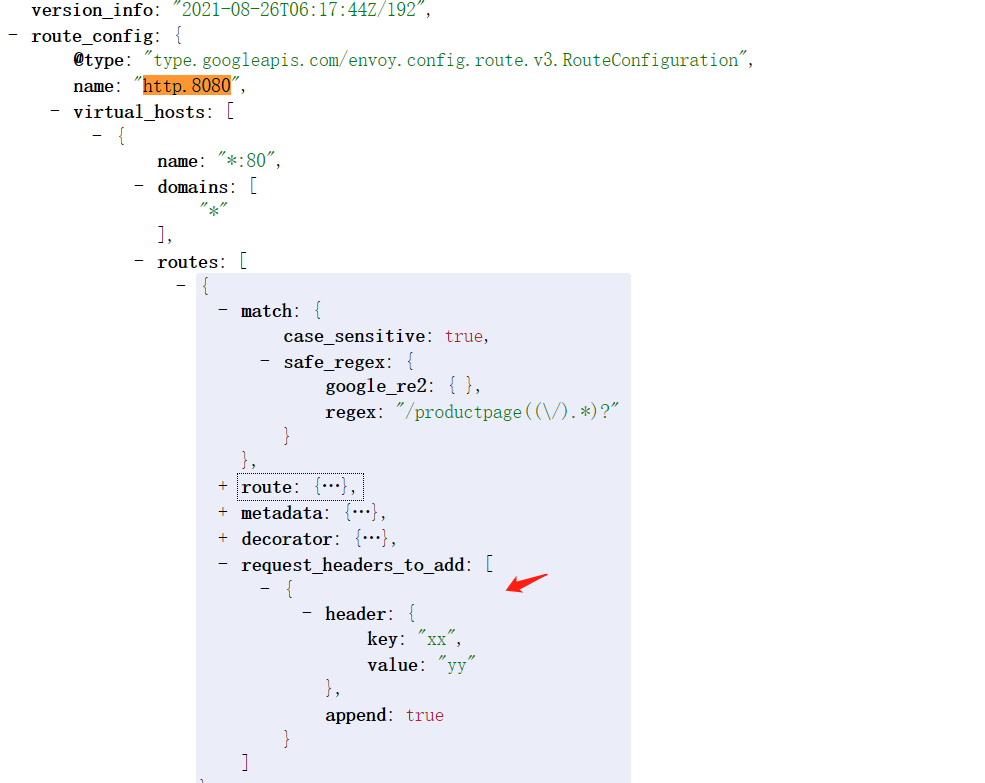 version_info: "2021-08-26T06:17:44Z/192",
- route_config: {
@type: "type.googleapis.com/envoy.config.route.v3.RouteConfiguration",
name: "http.8080",
- virtual_hosts: [
- {
name: "*:80",
- domains: [
"*"
],
- routes: [
- {
- match: {
case_sensitive: true,
- safe_regex: {
google_re2: { },
regex: "/productpage((\/).*)?"
}
},
+ route: {…},
+ metadata: {…},
+ decorator: {…},
- request_headers_to_add: [
- {
- header: {
key: "xx",
value: "yy"
},
append: true
}
]